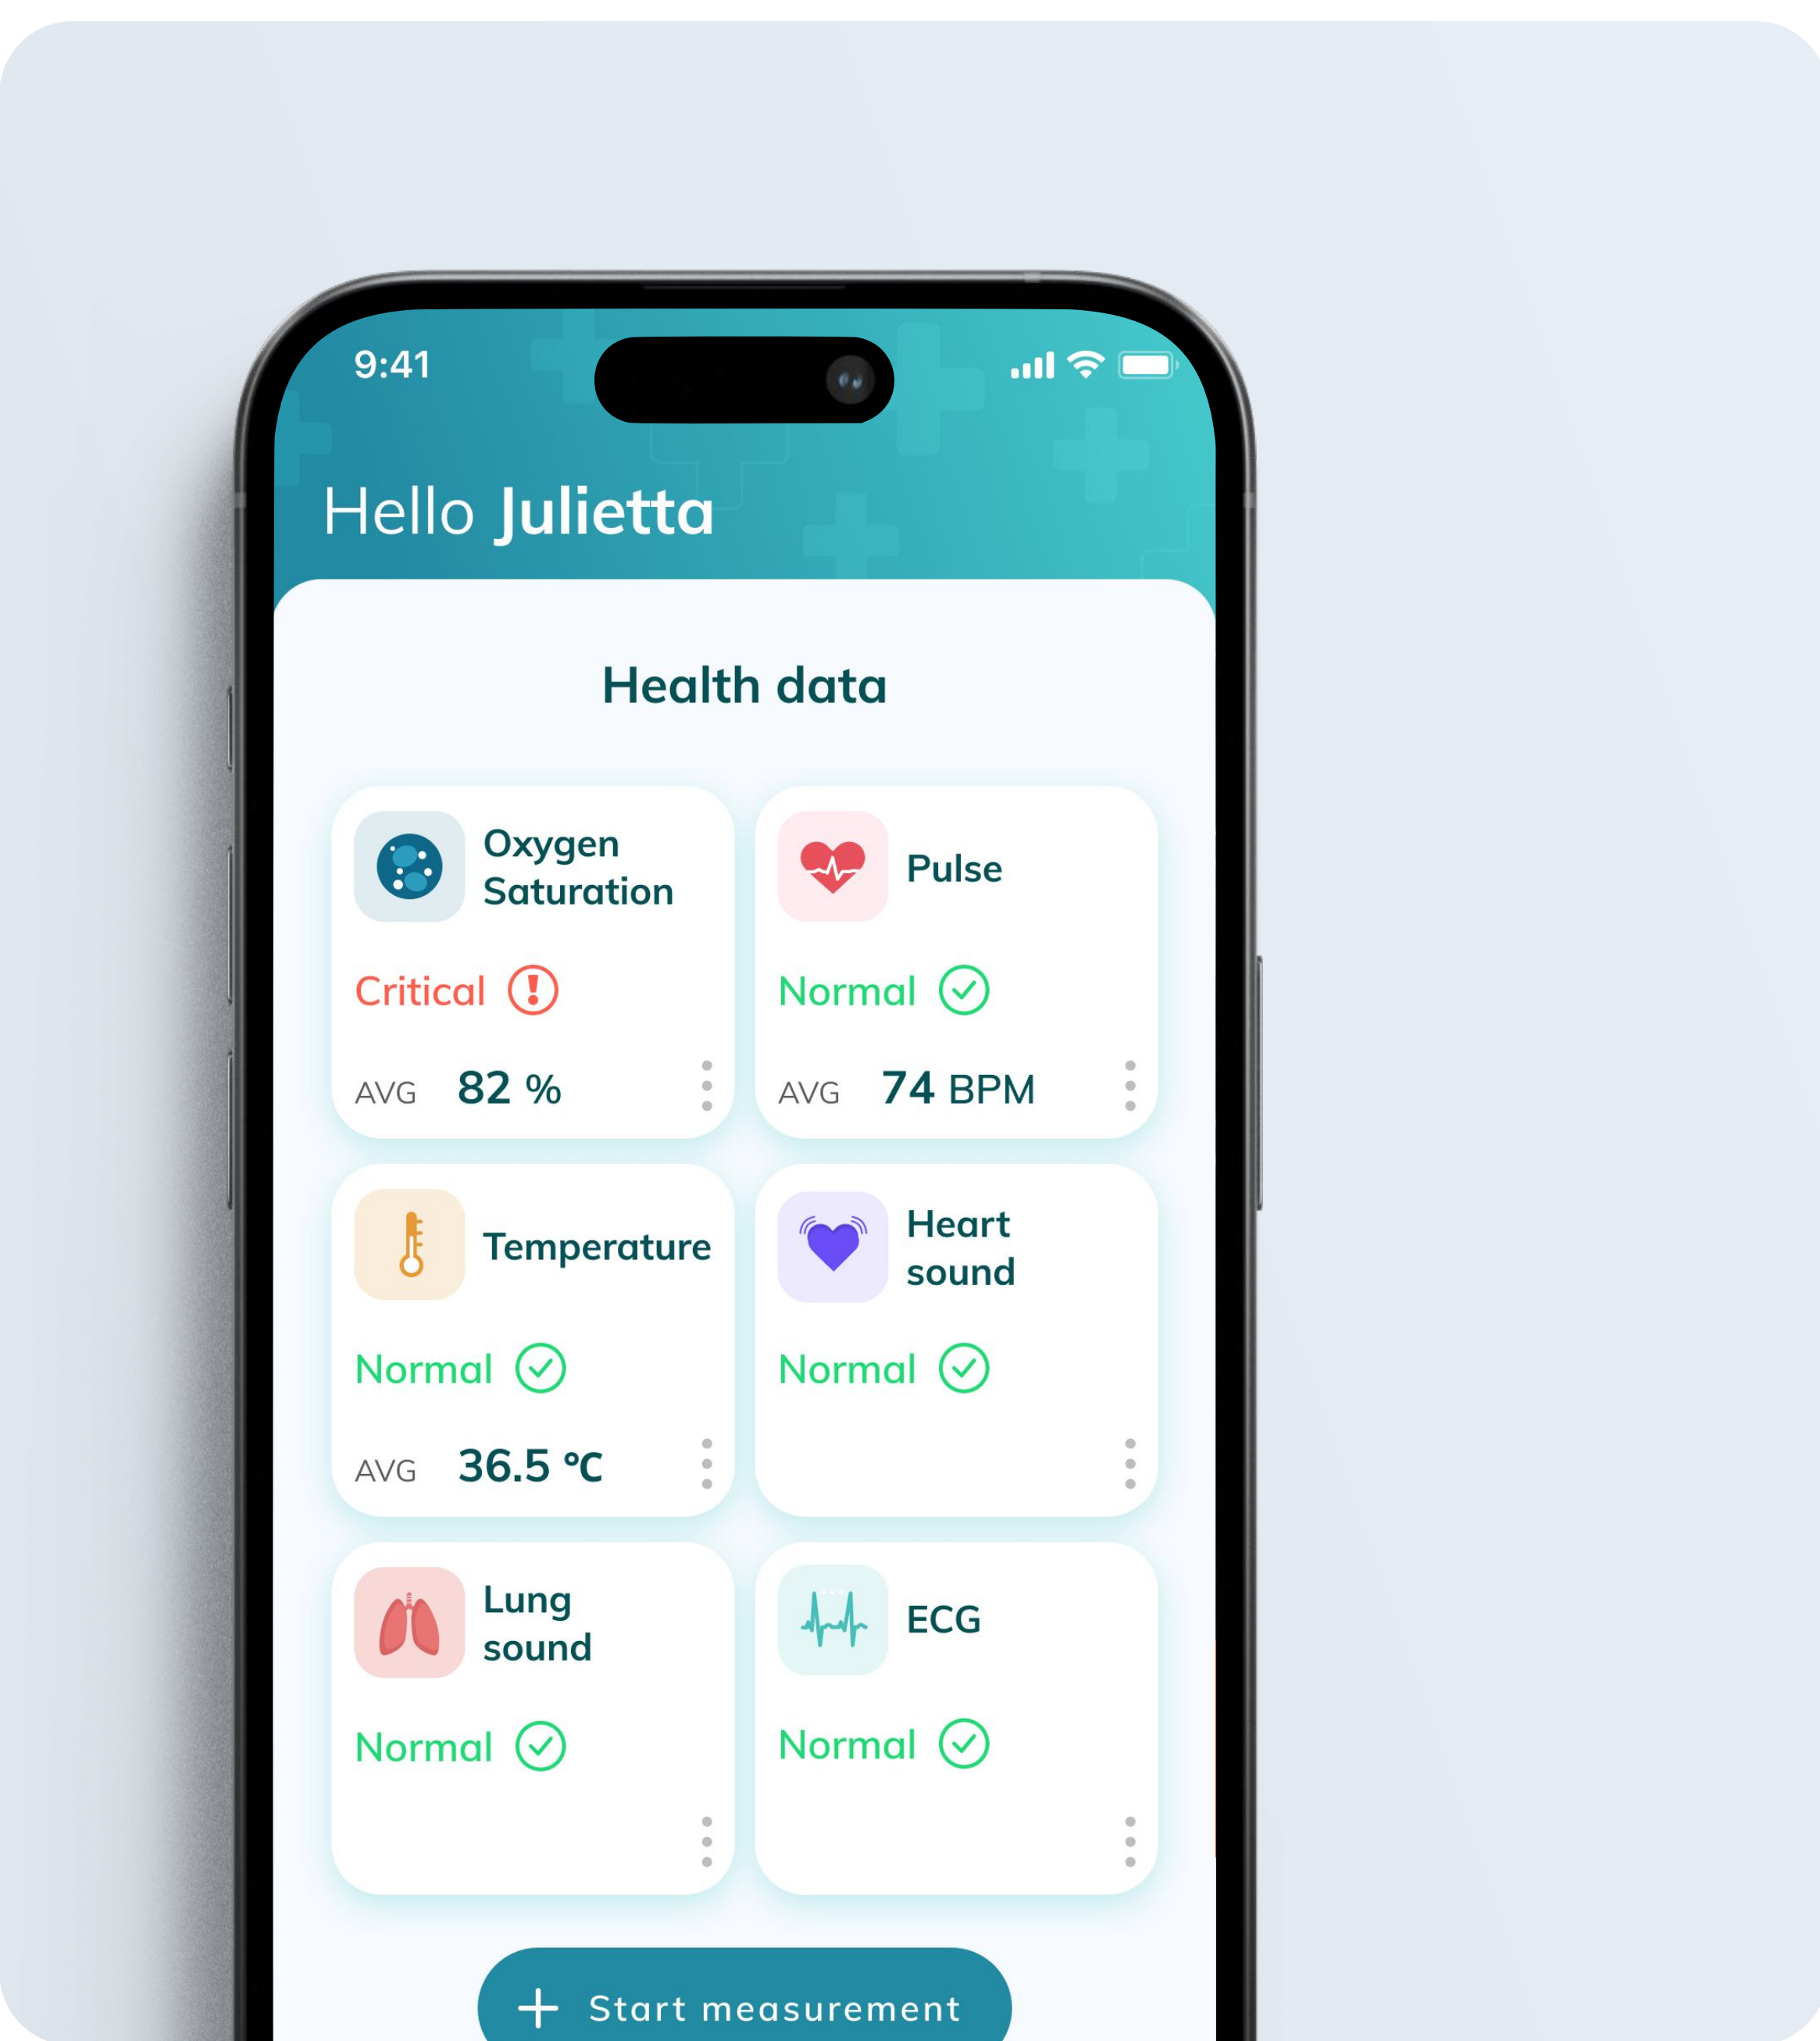 9:41
Hello Julietta
Health data
Oxygen
Saturation
Critical
AVG 82 %
Pulse
Normal
AVG 74 BPM
Temperature
Normal
AVG 36.5 °C
Heart
sound
Normal
Lung
sound
Normal
ECG
Normal
Start measurement